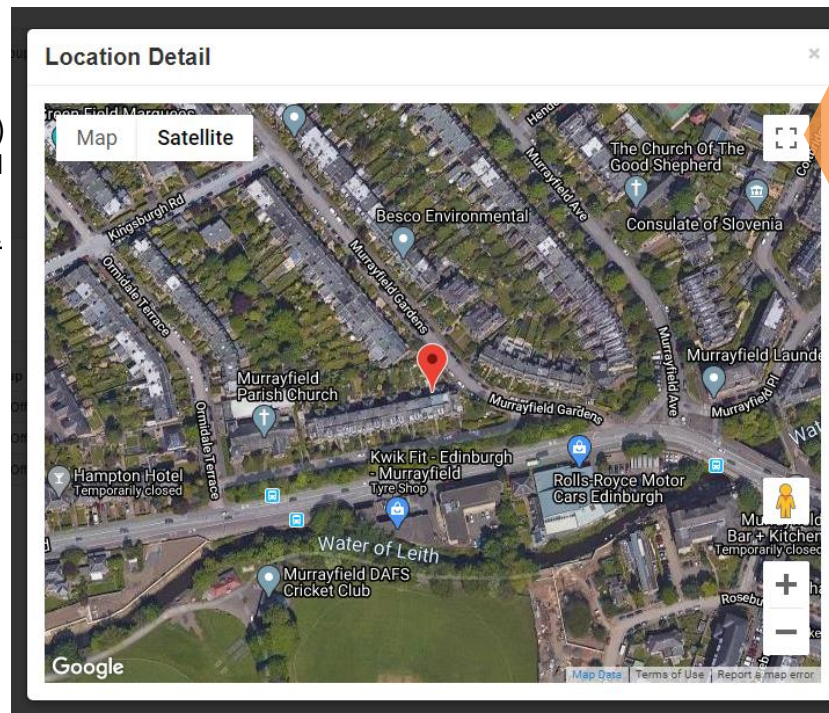 Location Detail
×
Green Field Marquees
Map
Satellite
The Church Of The
Good Shepherd
Murrayfield Ave
Kingsburgh Rd
Besco Environmental
Consulate of Slovenia
Murrayfield Gardens
Ormidale Terrace
Murrayfield
Parish Church
Murrayfield Ave
Murrayfield Pl
Ormidale Terrace
Murrayfield Gardens
Kwik Fit - Edinburgh
- Murrayfield
Tyre Shop
Hampton Hotel
Temporarily closed
Rolls-Royce Motor
Cars Edinburgh
Water of Leith
Bar + Kitchen
Temporarily closed
Murrayfield DAFS
Cricket Club
+
−
Google
Map Data
Terms of Use
Report a map error